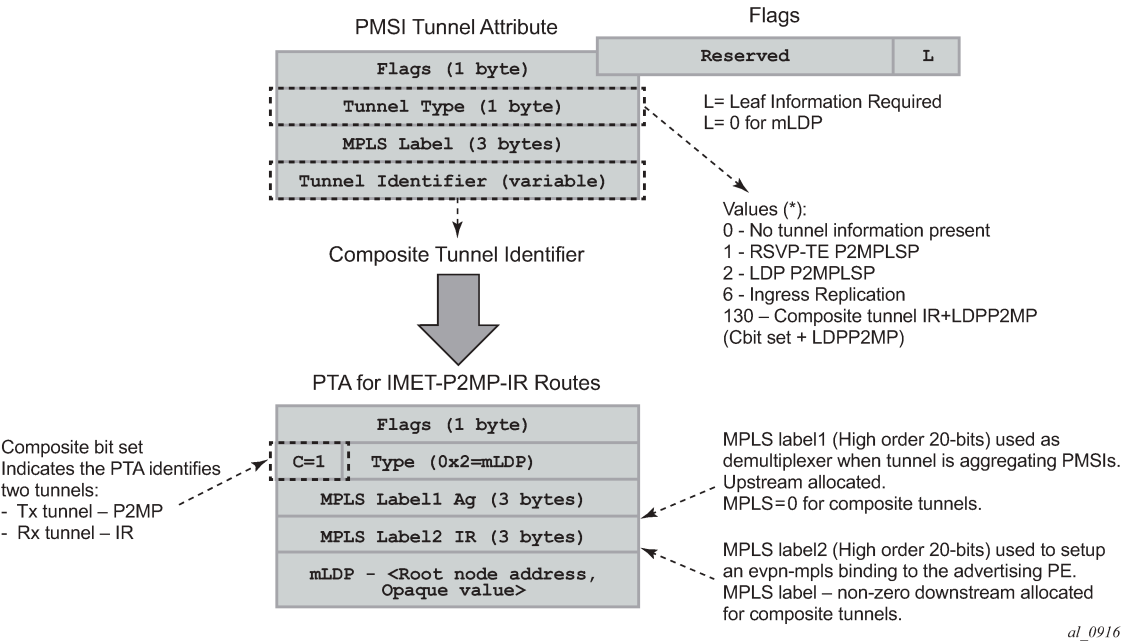 PMSI Tunnel Attribute
Flags
Flags (1 byte)
Reserved
L
Tunnel Type (1 byte)
MPLS Label (3 bytes)
Tunnel Identifier (variable)
L= Leaf Information Required
L= 0 for mLDP
Values (*):
0 - No tunnel information present
1 - RSVP-TE P2MPLSP
2 - LDP P2MPLSP
6 - Ingress Replication
130 – Composite tunnel IR+LDPP2MP
(Cbit set + LDPP2MP)
Composite Tunnel Identifier
PTA for IMET-P2MP-IR Routes
Flags (1 byte)
C=1
Type (0x2=mLDP)
MPLS Label1 Ag (3 bytes)
MPLS Label2 IR (3 bytes)
mLDP - <Root node address,
Opaque value>
Composite bit set
Indicates the PTA identifies
two tunnels:
- Tx tunnel – P2MP
- Rx tunnel – IR
MPLS label1 (High order 20-bits) used as
demultiplexer when tunnel is aggregating PMSIs.
Upstream allocated.
MPLS=0 for composite tunnels.
MPLS label2 (High order 20-bits) used to setup
an evpn-mpls binding to the advertising PE.
MPLS label – non-zero downstream allocated
for composite tunnels.
al_0916